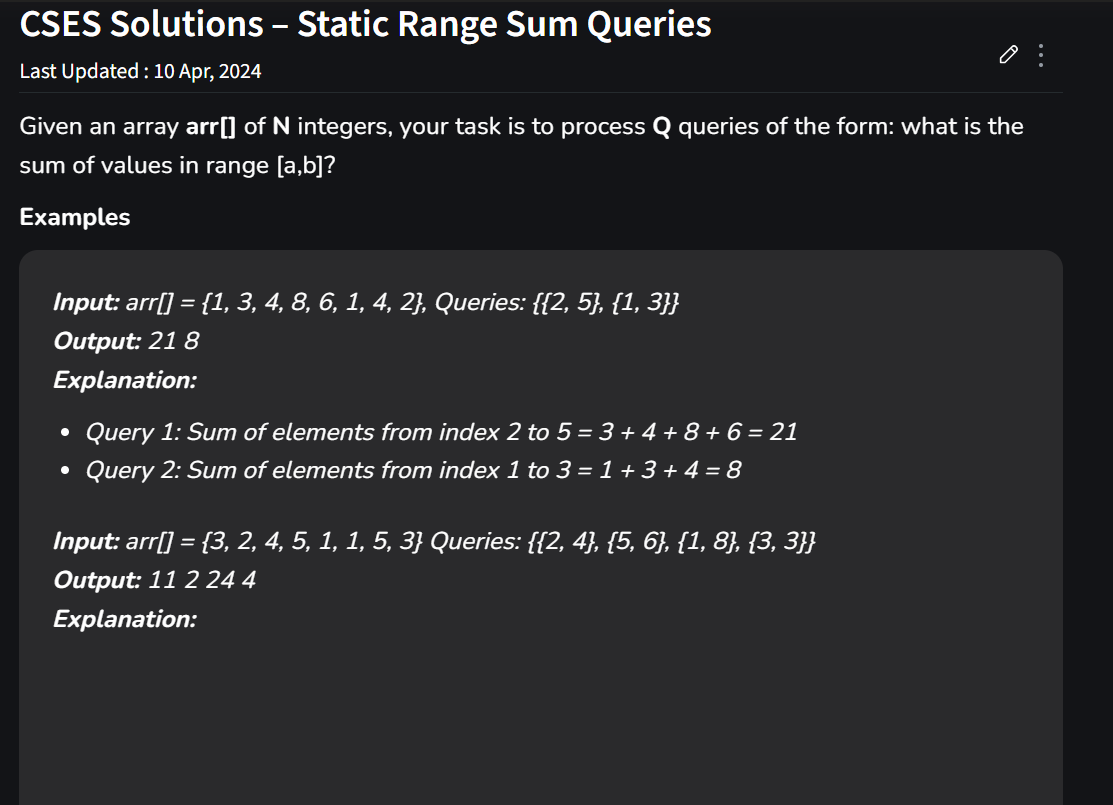 CSES Solutions – Static Range Sum Queries
Last Updated : 10 Apr, 2024
Given an array arr[] of N integers, your task is to process Q queries of the form: what is the
sum of values in range [a,b]?
Examples
Input: arr[] = {1, 3, 4, 8, 6, 1, 4, 2}, Queries: {{2, 5}, {1, 3}}
Output: 21 8
Explanation:
• Query 1: Sum of elements from index 2 to 5 = 3 + 4 + 8 + 6 = 21
• Query 2: Sum of elements from index 1 to 3 = 1 + 3 + 4 = 8
Input: arr[] = {3, 2, 4, 5, 1, 1, 5, 3} Queries: {{2, 4}, {5, 6}, {1, 8}, {3, 3}}
Output: 11 2 24 4
Explanation: